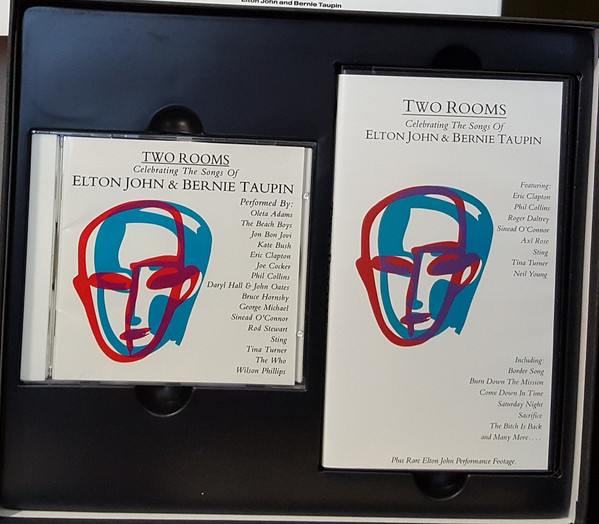 Elton John and Bernie Taupin
TWO ROOMS
Celebrating The Songs Of
ELTON JOHN & BERNIE TAUPIN
Performed By:
Oleta Adams
The Beach Boys
Jon Bon Jovi
Kate Bush
Eric Clapton
Joe Cocker
Phil Collins
Daryl Hall & John Oates
Bruce Hornsby
George Michael
Sinead O'Connor
Rod Stewart
Sting
Tina Turner
The Who
Wilson Phillips
TWO ROOMS
Celebrating The Songs Of
ELTON JOHN & BERNIE TAUPIN
Featuring:
Eric Clapton
Phil Collins
Roger Daltrey
Sinead O'Connor
Axl Rose
Sting
Tina Turner
Neil Young
Including:
Border Song
Burn Down The Mission
Come Down In Time
Saturday Night
Sacrifice
The Bitch Is Back
and Many More....
Plus Rare Elton John Performance Footage.